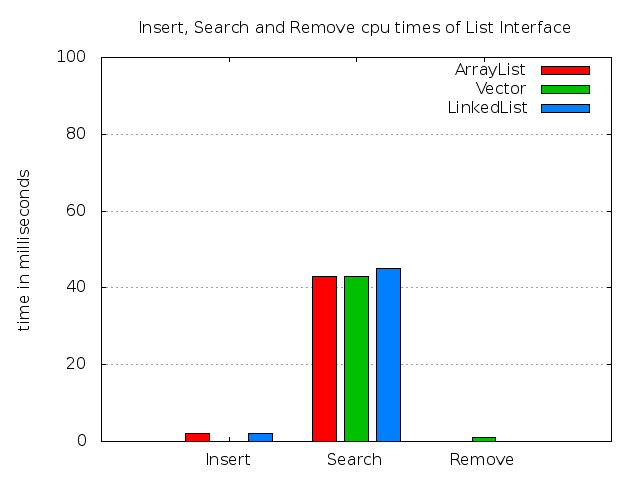 Insert, Search and Remove cpu times of List Interface
100
80
60
40
20
0
time in milliseconds
ArrayList
Vector
LinkedList
Insert Search Remove